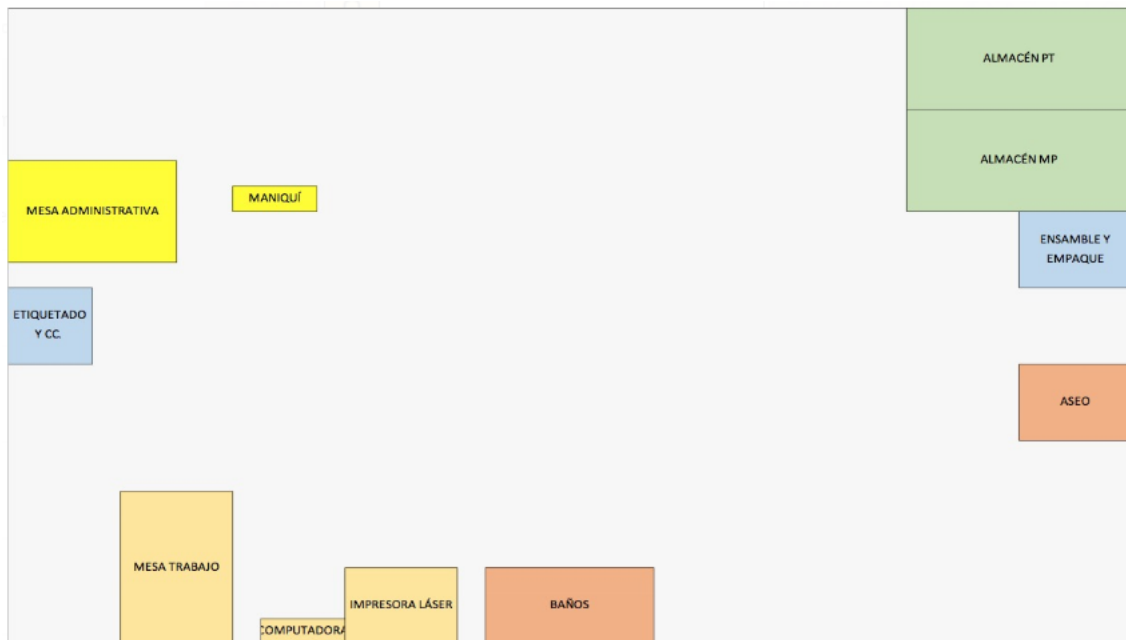 ALMACÉN PT
ALMACÉN MP
MESA ADMINISTRATIVA
MANIQUÍ
ENSAMBLE Y
EMPAQUE
ETIQUETADO
Y CC.
ASEO
MESA TRABAJO
IMPRESORA LÁSER
BAÑOS
COMPUTADORA